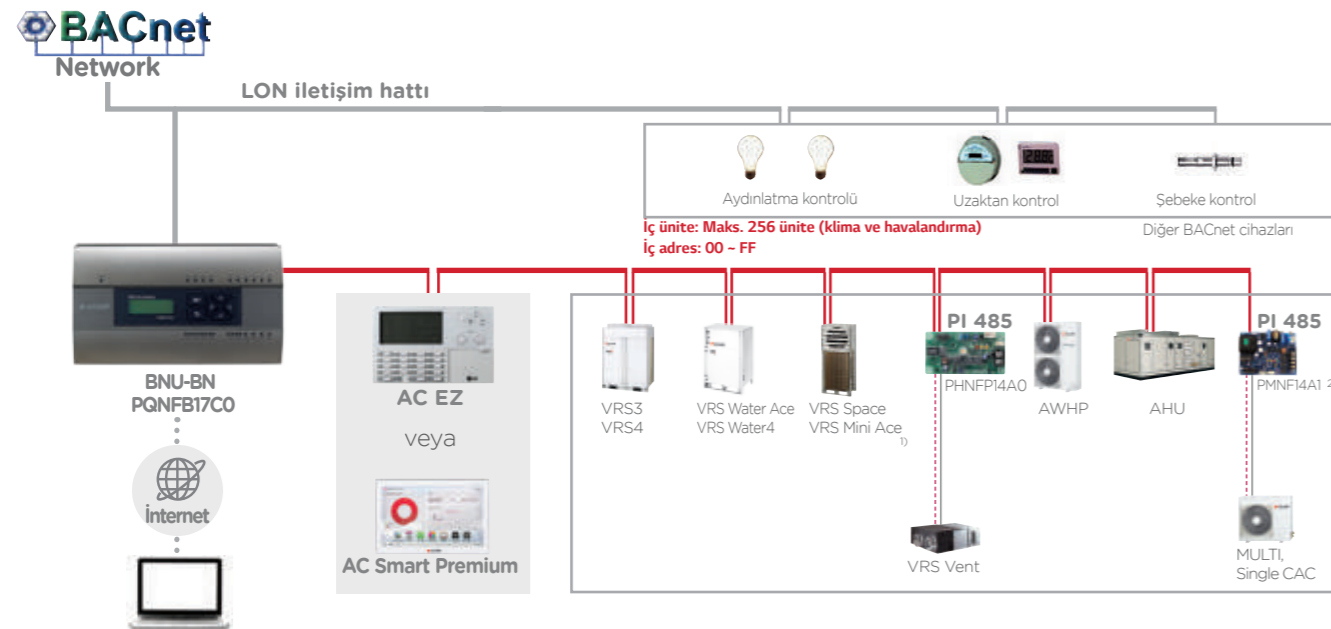 BACnet
Network
LON iletişim hattı
Aydınlatma kontrolü
Uzaktan kontrol
Şebeke kontrol
İç ünite: Maks. 256 ünite (klima ve havalandırma)
İç adres: 00 ~ FF
Diğer BACnet cihazları
BNU-BN
PQNFB17C0
İnternet
AC EZ
veya
AC Smart Premium
VRS3
VRS4
VRS Water Ace
VRS Water4
VRS Space
VRS Mini Ace
1)
PI 485
PHNFP14A0
VRS Vent
AWHP
AHU
PI 485
PMNF14A1 2
MULTI,
Single CAC